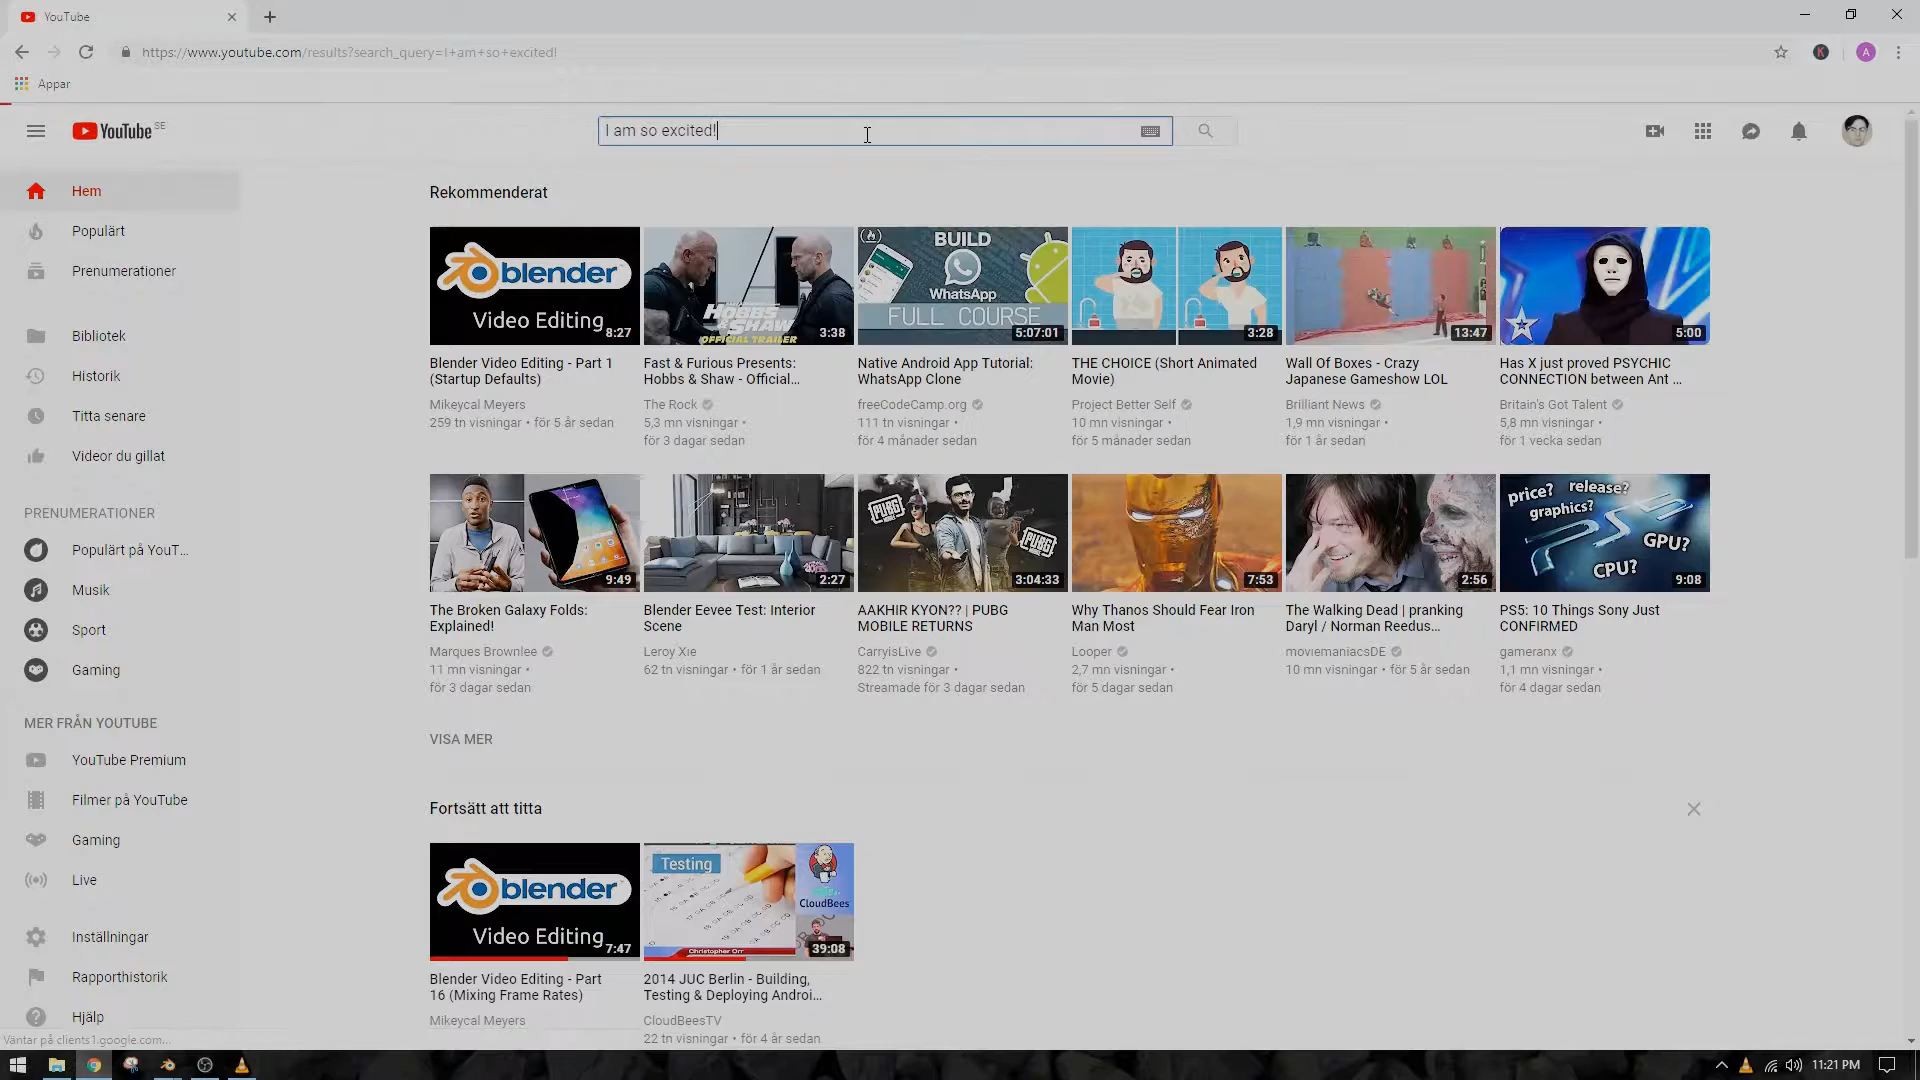 YouTube
https://www.youtube.com/results?search_query=I+am+so+excited!
K
A
Appar
YouTube SE
I am so excited!
Hem
Populärt
Prenumerationer
Bibliotek
Historik
Titta senare
Videor du gillat
PRENUMERATIONER
Populärt på YouT...
Musik
Sport
Gaming
MER FRÅN YOUTUBE
YouTube Premium
Filmer på YouTube
Gaming
Live
Inställningar
Rapporthistorik
Hjälp
Väntar på clients1.google.com...
Rekommenderat
blender
Video Editing
8:27
Blender Video Editing - Part 1
(Startup Defaults)
Mikeycal Meyers
259 tn visningar • för 5 år sedan
HOBBS
& SHAW
OFFICIAL TRAILER
3:38
Fast & Furious Presents:
Hobbs & Shaw - Official...
The Rock
5,3 mn visningar •
för 3 dagar sedan
BUILD
WhatsApp
FULL COURSE
5:07:01
Native Android App Tutorial:
WhatsApp Clone
freeCodeCamp.org
111 tn visningar •
för 4 månader sedan
3:28
THE CHOICE (Short Animated
Movie)
Project Better Self
10 mn visningar •
för 5 månader sedan
13:47
Wall Of Boxes - Crazy
Japanese Gameshow LOL
Brilliant News
1,9 mn visningar •
för 1 år sedan
5:00
Has X just proved PSYCHIC
CONNECTION between Ant ...
Britain's Got Talent
5,8 mn visningar •
för 1 vecka sedan
9:49
The Broken Galaxy Folds:
Explained!
Marques Brownlee
11 mn visningar •
för 3 dagar sedan
2:27
Blender Eevee Test: Interior
Scene
Leroy Xie
62 tn visningar • för 1 år sedan
PUBG
PUBG
3:04:33
AAKHIR KYON?? | PUBG
MOBILE RETURNS
CarryisLive
822 tn visningar •
Streamade för 3 dagar sedan
7:53
Why Thanos Should Fear Iron
Man Most
Looper
2,7 mn visningar •
för 5 dagar sedan
2:56
The Walking Dead | pranking
Daryl / Norman Reedus...
moviemaniacsDE
10 mn visningar • för 5 år sedan
price? release?
graphics?
PS5
GPU?
CPU?
9:08
PS5: 10 Things Sony Just
CONFIRMED
gameranx
1,1 mn visningar •
för 4 dagar sedan
VISA MER
Fortsätt att titta
blender
Video Editing
7:47
Blender Video Editing - Part
16 (Mixing Frame Rates)
Mikeycal Meyers
Testing
CloudBees
Christopher Orr
39:08
2014 JUC Berlin - Building,
Testing & Deploying Androi...
CloudBeesTV
22 tn visningar • för 4 år sedan
11:21 PM